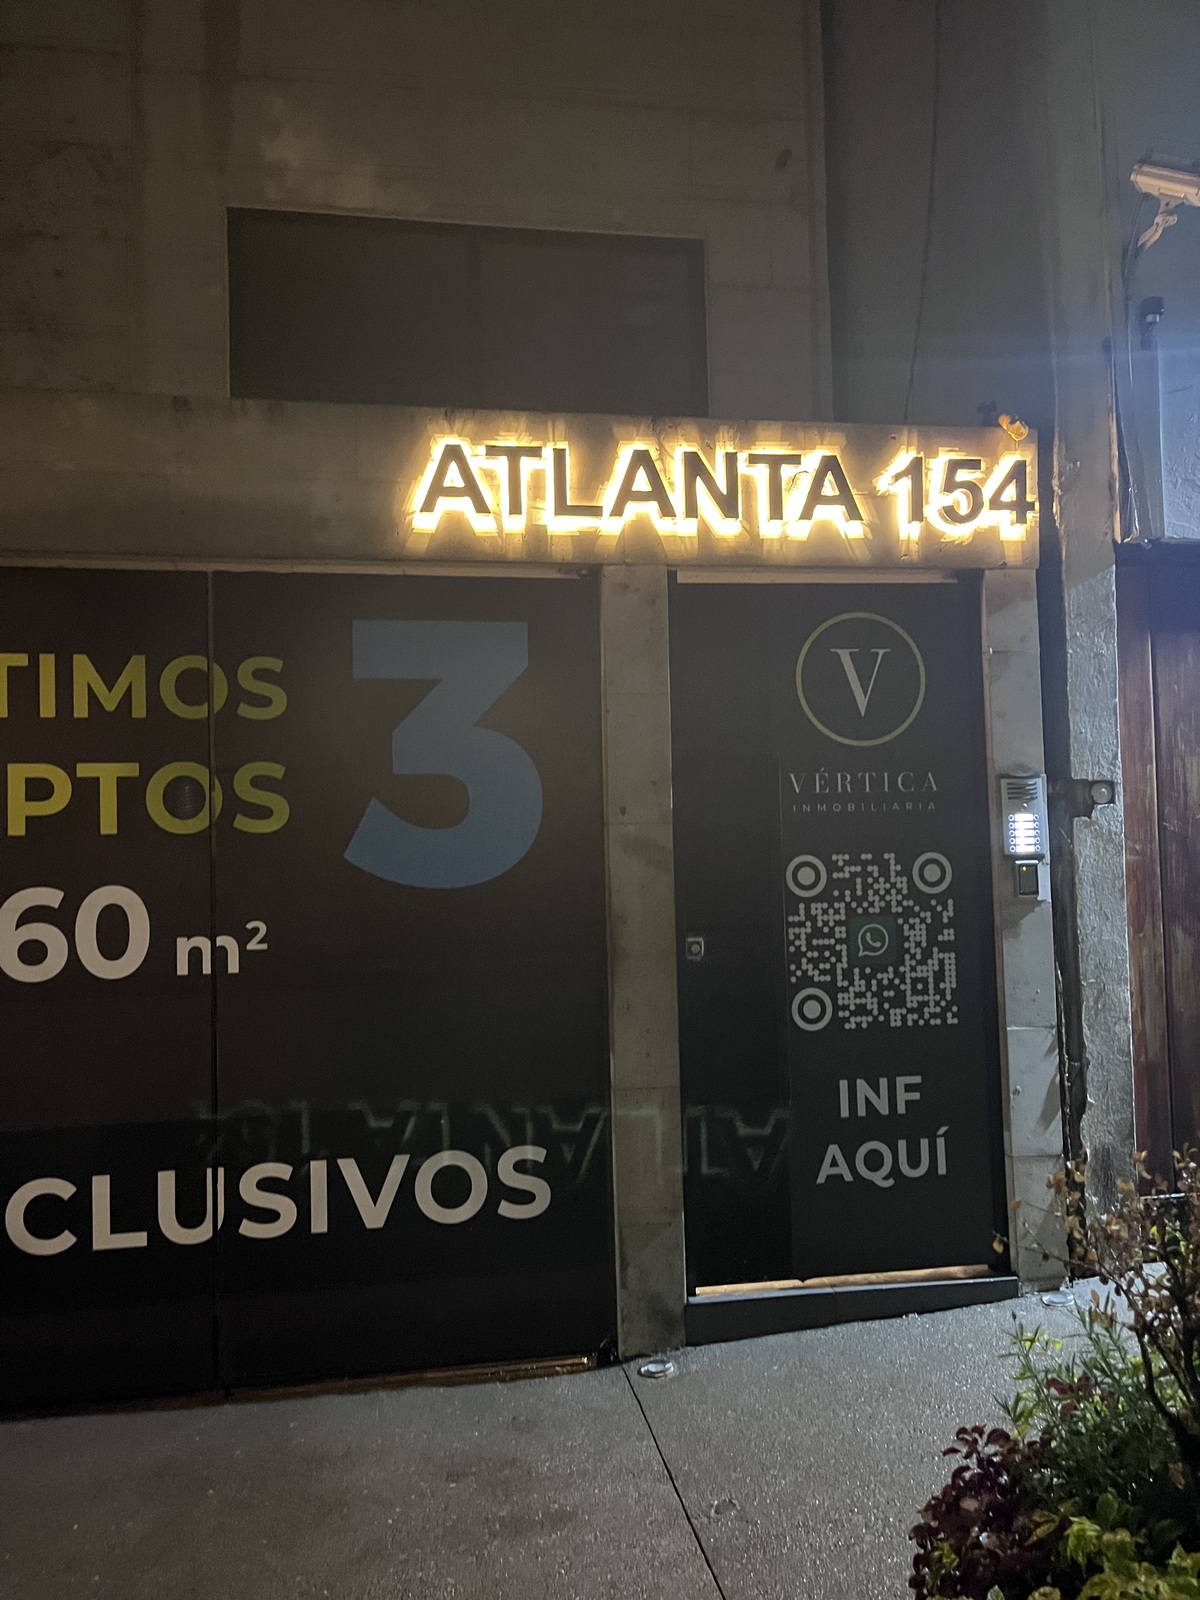 ATLANTA 154
TIMOS
PTOS
3
60 m²
CLUSIVOS
V
VÉRTICA
INMOBILIARIA
INF
AQUÍ